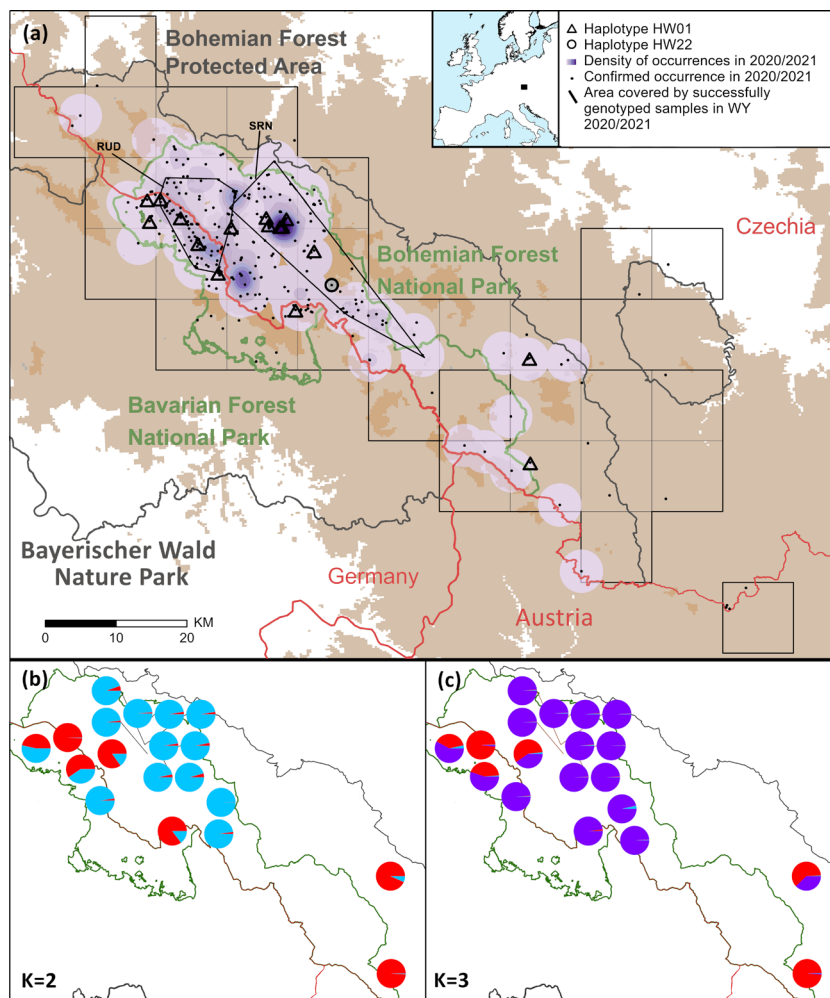 (a)
Bohemian Forest
Protected Area
SRN
RUD
Haplotype HW01
Haplotype HW22
Density of occurrences in 2020/2021
Confirmed occurrence in 2020/2021
Area covered by successfully
genotyped samples in WY
2020/2021
Czechia
Bohemian Forest
National Park
Bavarian Forest
National Park
Bayerischer Wald
Nature Park
Germany
Austria
KM
0 10 20
(b)
K=2
(c)
K=3